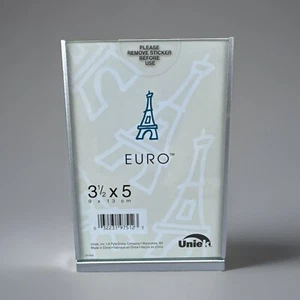 PLEASE
REMOVE STICKER
BEFORE
USE
EURO™
3½ x 5
9 x 13 cm
Uniek